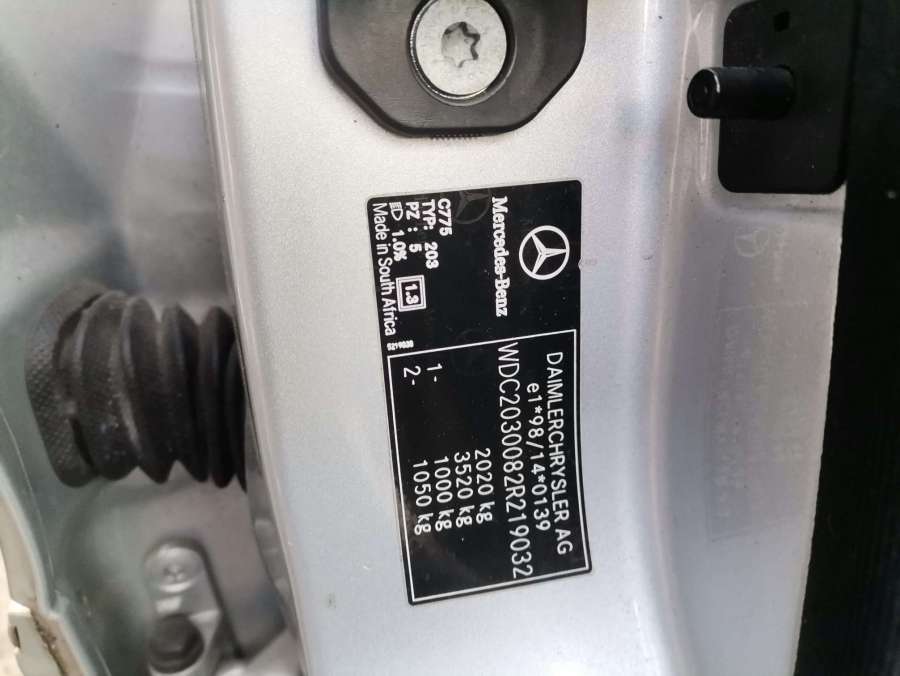 Mercedes-Benz
C775
TYP: 203
PZ : 5
1.0%
1.3
Made in South Africa
DAIMLERCHRYSLER AG
e1*98/14*0139
WDC2030082R219032
2020 kg
3520 kg
1- 1000 kg
2- 1050 kg